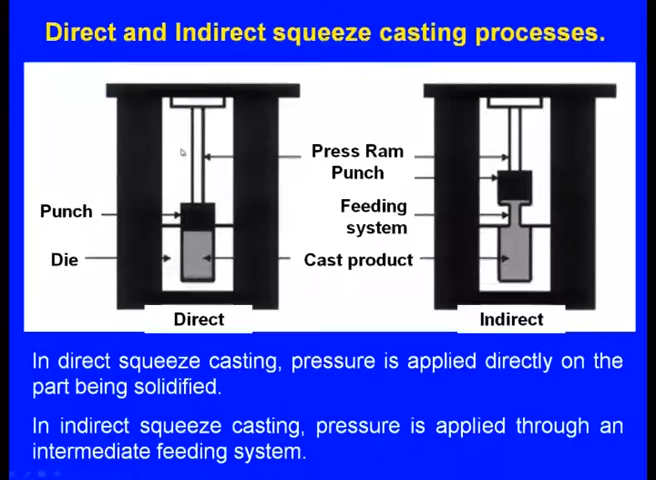 Direct and Indirect squeeze casting processes.
Press Ram
Punch
Punch
Feeding
system
Die
Cast product
Direct
Indirect
In direct squeeze casting, pressure is applied directly on the
part being solidified.
In indirect squeeze casting, pressure is applied through an
intermediate feeding system.